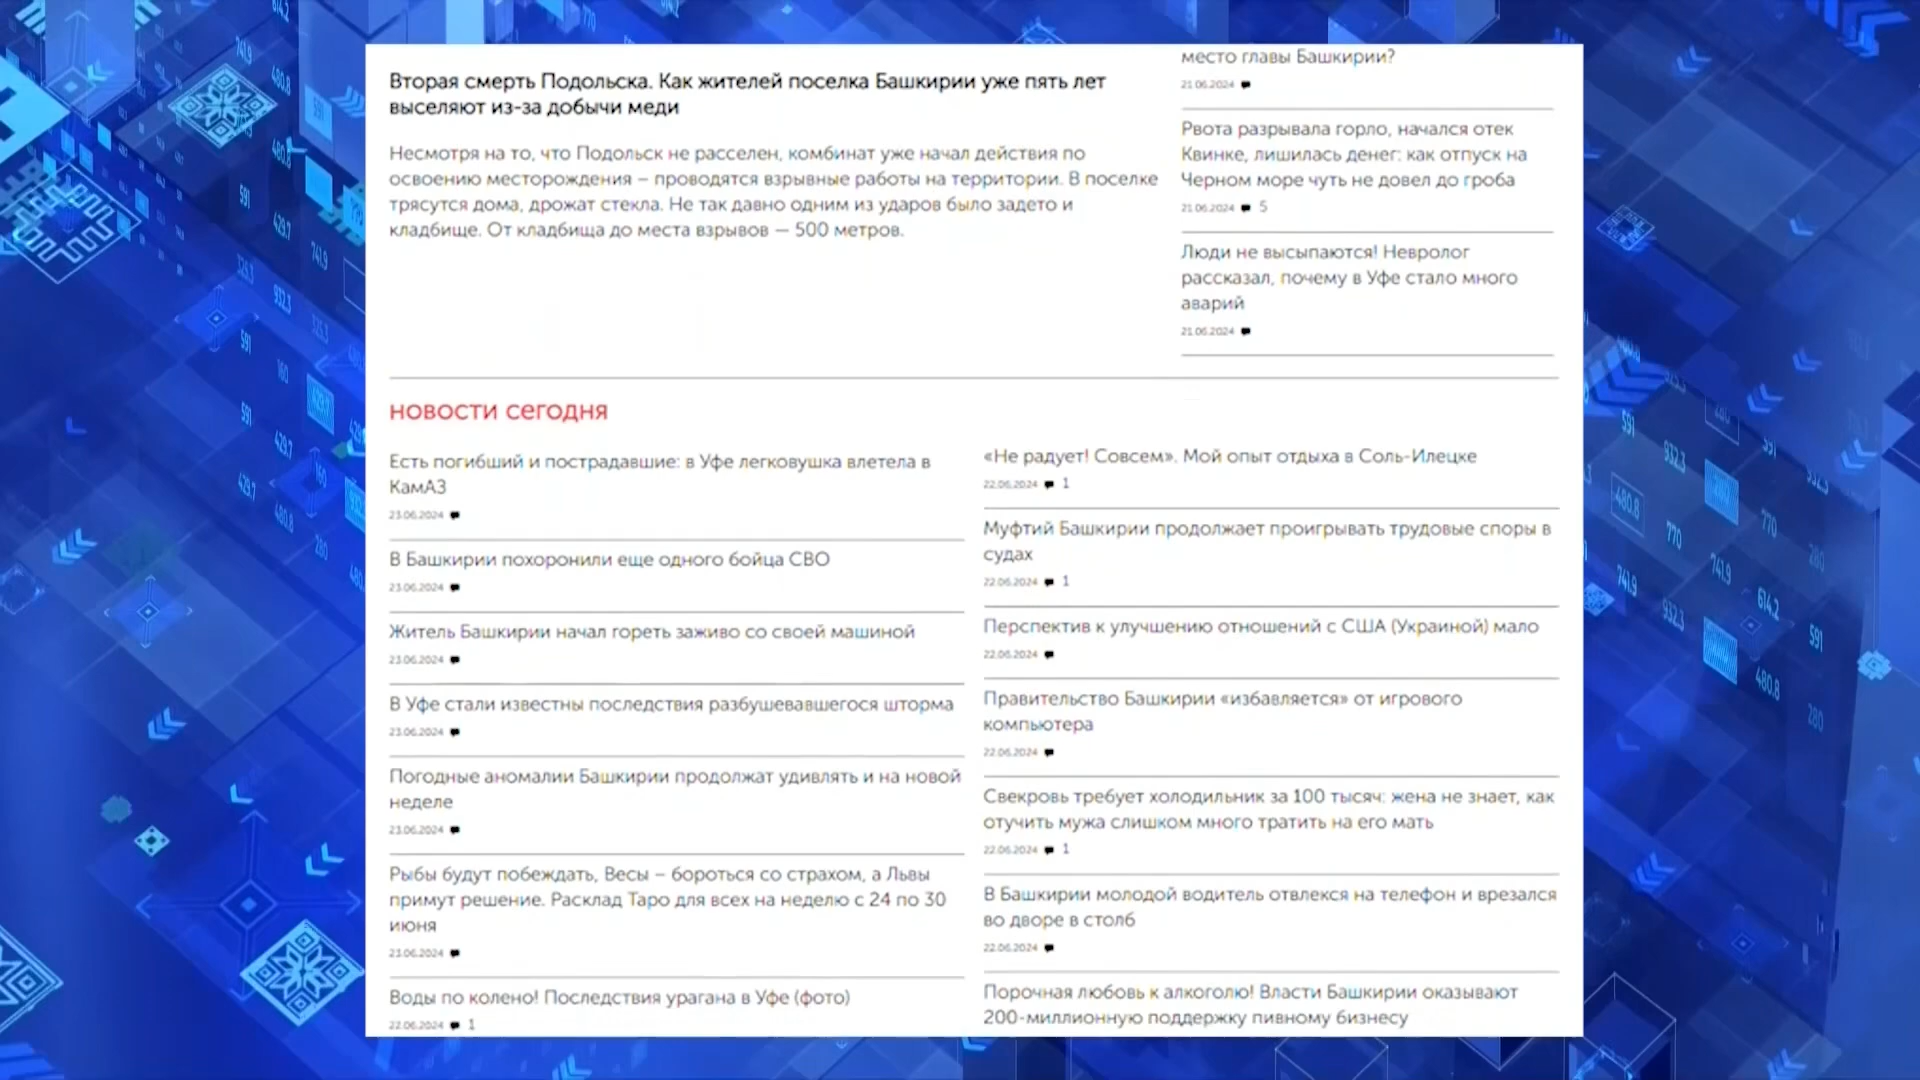 Вторая смерть Подольска. Как жителей поселка Башкирии уже пять лет
выселяют из-за добычи меди
Несмотря на то, что Подольск не расселен, комбинат уже начал действия по
освоению месторождения – проводятся взрывные работы на территории. В поселке
трясутся дома, дрожат стекла. Не так давно одним из ударов было задето и
кладбище. От кладбища до места взрывов — 500 метров.
место главы Башкирии?
21.06.2024
Рвота разрывала горло, начался отек
Квинке, лишилась денег: как отпуск на
Черном море чуть не довел до гроба
21.06.2024 5
Люди не высыпаются! Невролог
рассказал, почему в Уфе стало много
аварий
21.06.2024
новости сегодня
Есть погибший и пострадавшие: в Уфе легковушка влетела в
КамАЗ
23.06.2024
В Башкирии похоронили еще одного бойца СВО
23.06.2024
Житель Башкирии начал гореть заживо со своей машиной
23.06.2024
В Уфе стали известны последствия разбушевавшегося шторма
23.06.2024
Погодные аномалии Башкирии продолжат удивлять и на новой
неделе
23.06.2024
Рыбы будут побеждать, Весы – бороться со страхом, а Львы
примут решение. Расклад Таро для всех на неделю с 24 по 30
июня
23.06.2024
Воды по колено! Последствия урагана в Уфе (фото)
22.06.2024 1
«Не радует! Совсем». Мой опыт отдыха в Соль-Илецке
22.06.2024 1
Муфтий Башкирии продолжает проигрывать трудовые споры в
судах
22.06.2024 1
Перспектив к улучшению отношений с США (Украиной) мало
22.06.2024
Правительство Башкирии «избавляется» от игрового
компьютера
22.06.2024
Свекровь требует холодильник за 100 тысяч: жена не знает, как
отучить мужа слишком много тратить на его мать
22.06.2024 1
В Башкирии молодой водитель отвлекся на телефон и врезался
во дворе в столб
22.06.2024
Порочная любовь к алкоголю! Власти Башкирии оказывают
200-миллионную поддержку пивному бизнесу